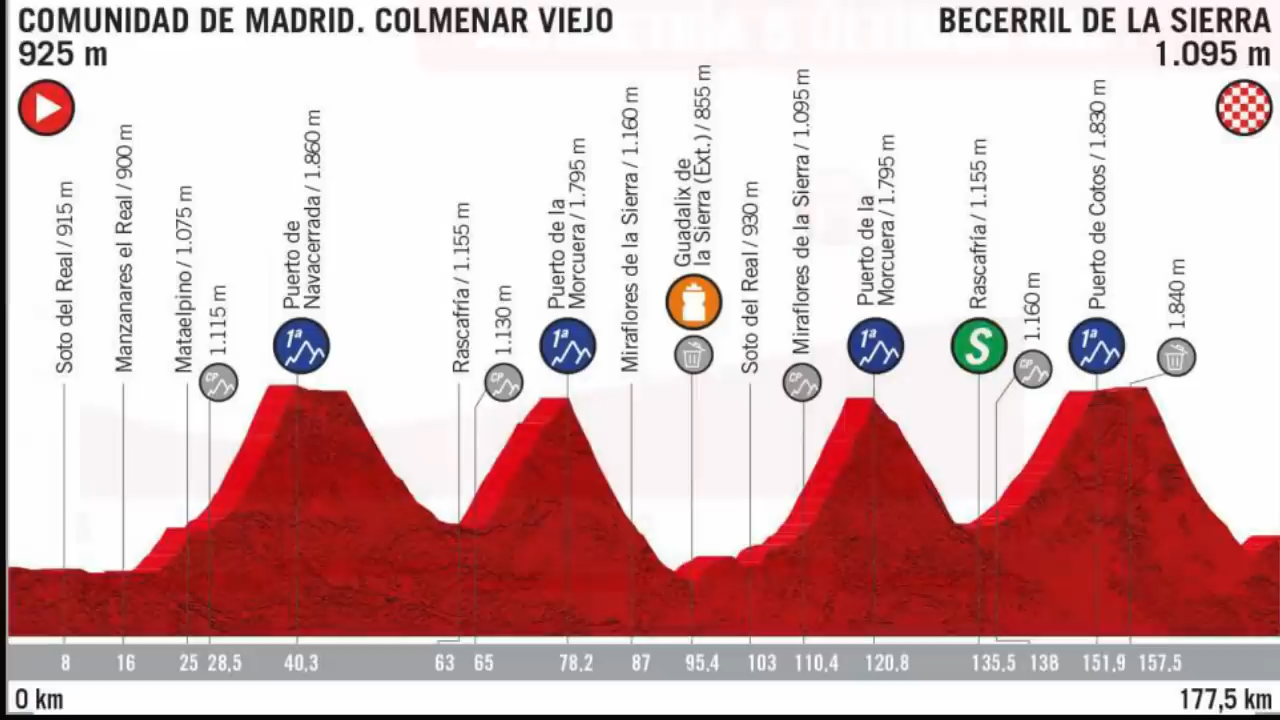 COMUNIDAD DE MADRID. COLMENAR VIEJO
925 m
BECERRIL DE LA SIERRA
1.095 m
Soto del Real / 915 m
Manzanares el Real / 900 m
Mataelpino / 1.075 m
1.115 m
CP
Puerto de
Navacerrada / 1.860 m
1ª
Rascafría / 1.155 m
1.130 m
CP
Puerto de la
Morcuera / 1.795 m
1ª
Miraflores de la Sierra / 1.160 m
Guadalix de
la Sierra (Ext.) / 855 m
Soto del Real / 930 m
Miraflores de la Sierra / 1.095 m
CP
Puerto de la
Morcuera / 1.795 m
1ª
Rascafría / 1.155 m
S
1.160 m
CP
Puerto de Cotos / 1.830 m
1ª
1.840 m
8 16 25 28,5 40,3 63 65 78,2 87 95,4 103 110,4 120,8 135,5 138 151,9 157,5
0 km
177,5 km